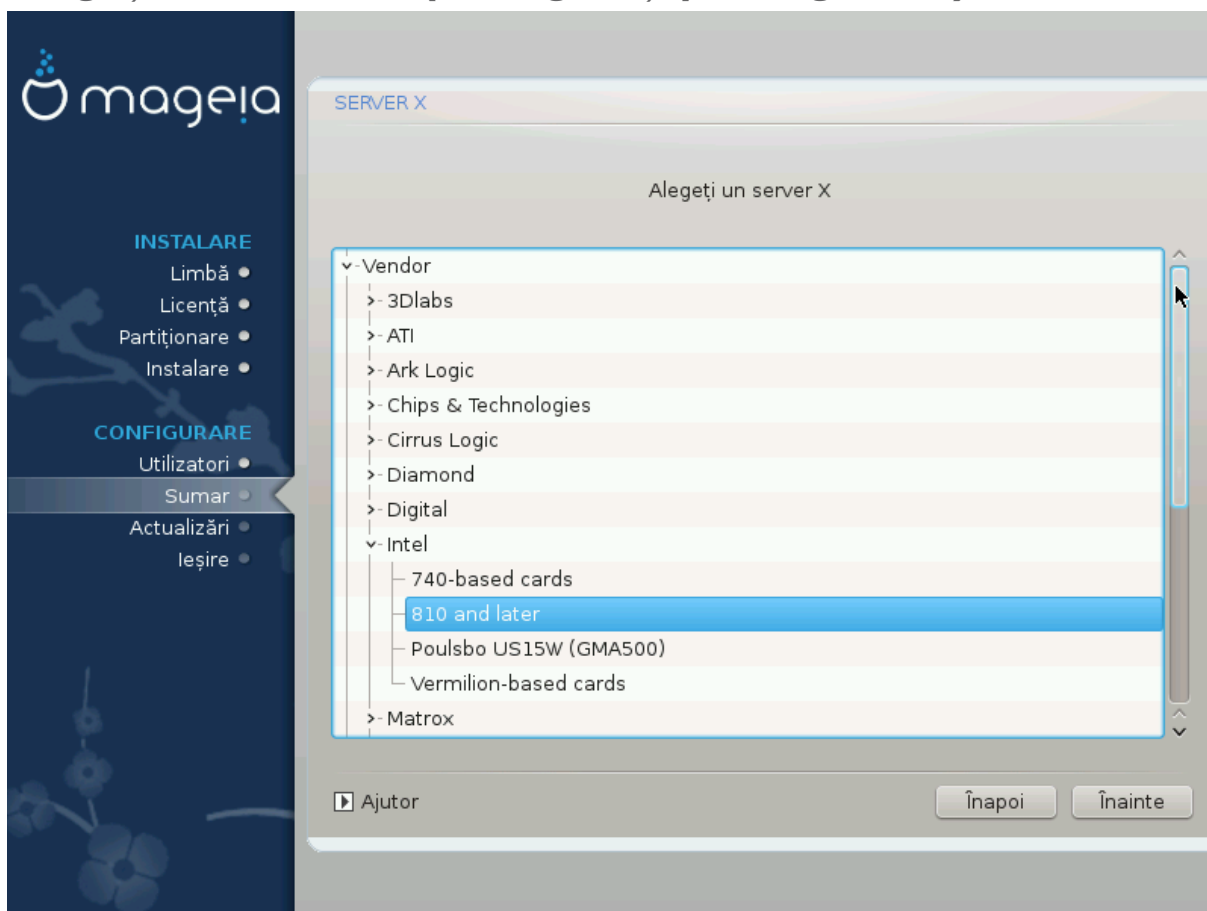 mageia
SERVER X
Alegeți un server X
INSTALARE
Limbă
Licență
Partiționare
Instalare
CONFIGURARE
Utilizatori
Sumar
Actualizări
Ieșire
Vendor
3Dlabs
ATI
Ark Logic
Chips & Technologies
Cirrus Logic
Diamond
Digital
Intel
740-based cards
810 and later
Poulsbo US15W (GMA500)
Vermilion-based cards
Matrox
Ajutor
Înapoi
Înainte